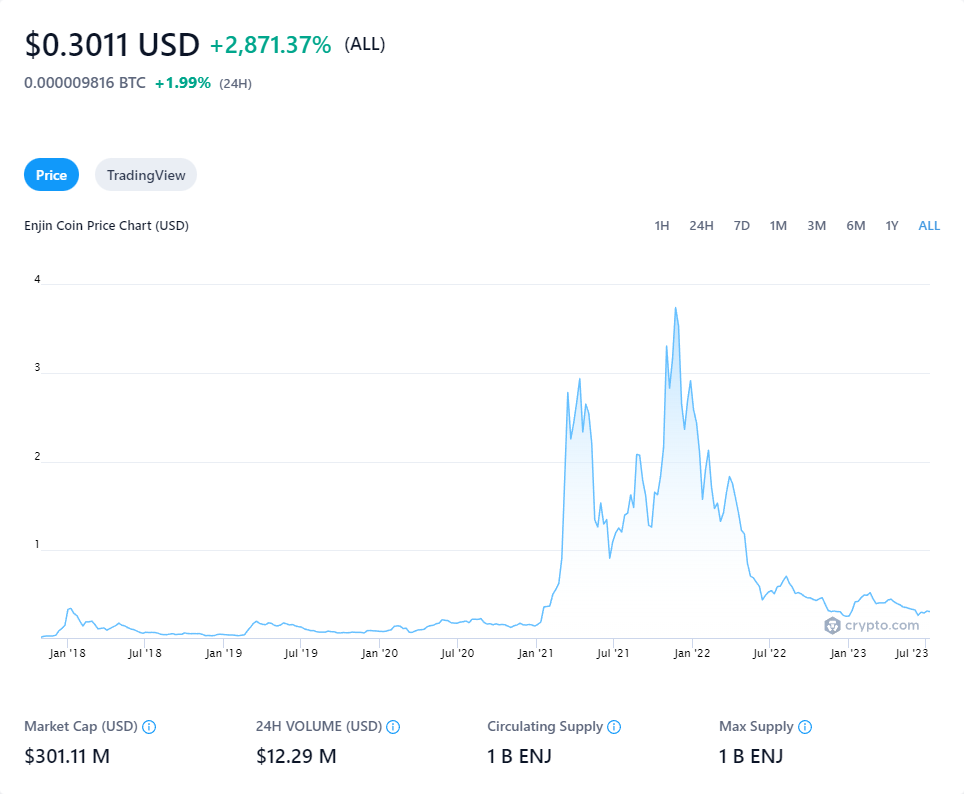 $0.3011 USD +2,871.37% (ALL)
0.000009816 BTC +1.99% (24H)
Price TradingView
Enjin Coin Price Chart (USD) 1H 24H 7D 1M 3M 6M 1Y ALL
4
3
2
1
crypto.com
Jan '18 Jul '18 Jan '19 Jul '19 Jan '20 Jul '20 Jan '21 Jul '21 Jan '22 Jul '22 Jan '23 Jul '23
Market Cap (USD) 24H VOLUME (USD) Circulating Supply Max Supply
$301.11 M $12.29 M 1 B ENJ 1 B ENJ